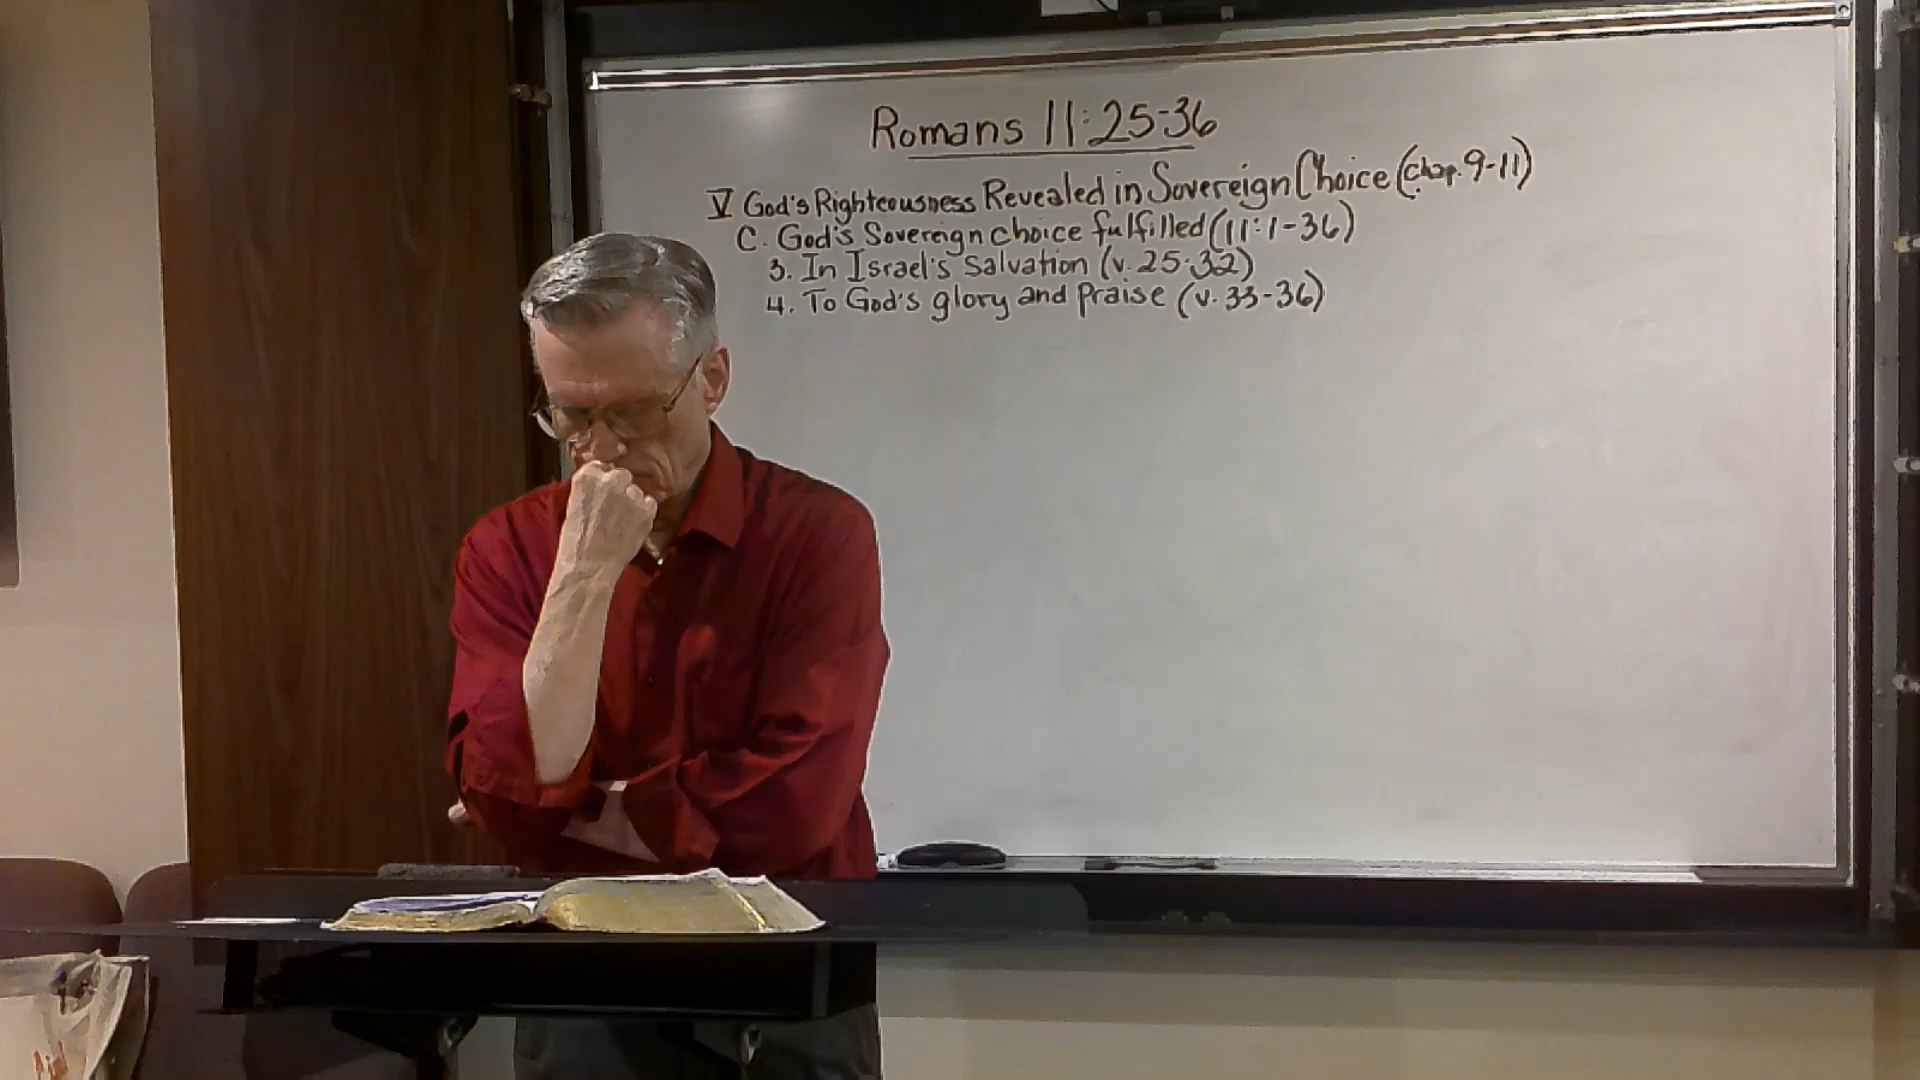 Romans 11:25-36
V God's Righteousness Revealed in Sovereign Choice (chap. 9-11)
C. God's Sovereign choice fulfilled (11:1-36)
3. In Israel's Salvation (v. 25-32)
4. To God's glory and Praise (v. 33-36)